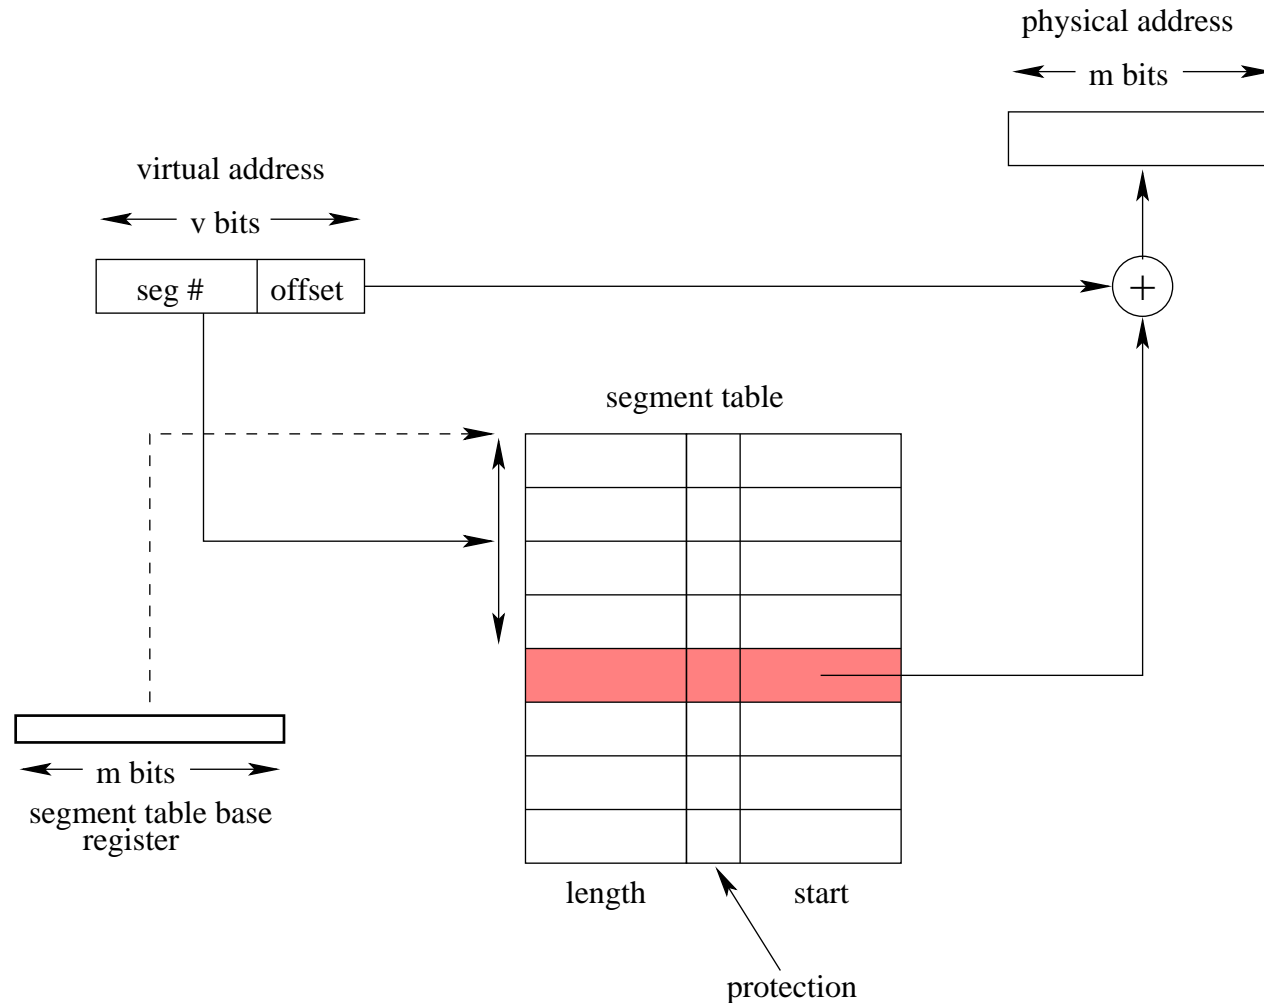 physical address
m bits
virtual address
v bits
seg #
offset
+
segment table
m bits
segment table base
register
length
start
protection